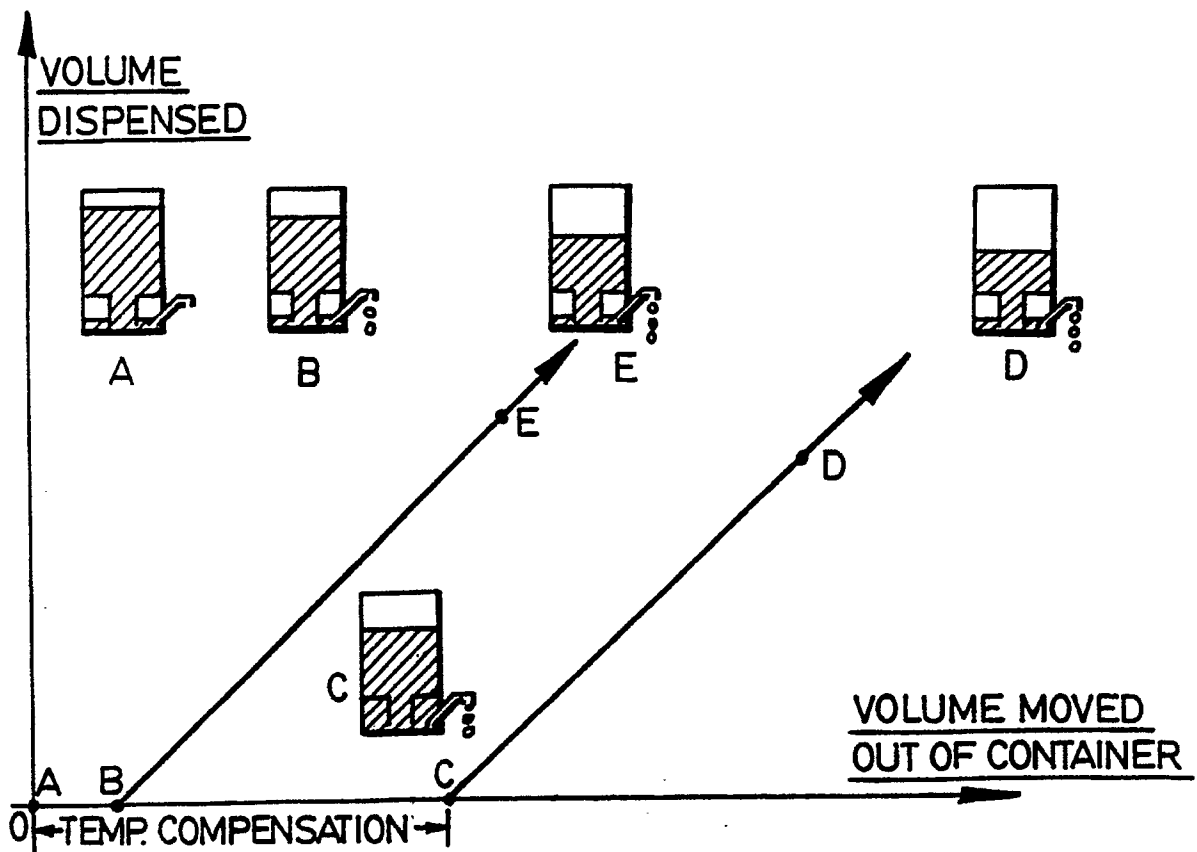 VOLUME
DISPENSED
A
B
E
D
E
D
C
VOLUME MOVED
OUT OF CONTAINER
A
B
C
0
TEMP. COMPENSATION